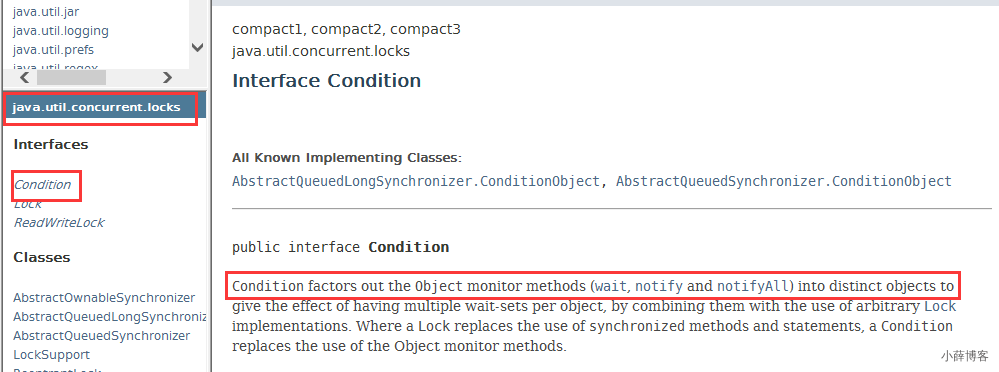 java.util.jar
java.util.logging
java.util.prefs
java.util.regex
java.util.concurrent.locks
Interfaces
Condition
Lock
ReadWriteLock
Classes
AbstractOwnableSynchronizer
AbstractQueuedLongSynchroniz
AbstractQueuedSynchronizer
LockSupport
ReentrantLock
compact1, compact2, compact3
java.util.concurrent.locks
Interface Condition
All Known Implementing Classes:
AbstractQueuedLongSynchronizer.ConditionObject, AbstractQueuedSynchronizer.ConditionObject
public interface Condition
Condition factors out the Object monitor methods (wait, notify and notifyAll) into distinct objects to
give the effect of having multiple wait-sets per object, by combining them with the use of arbitrary Lock
implementations. Where a Lock replaces the use of synchronized methods and statements, a Condition
replaces the use of the Object monitor methods.
小薛博客